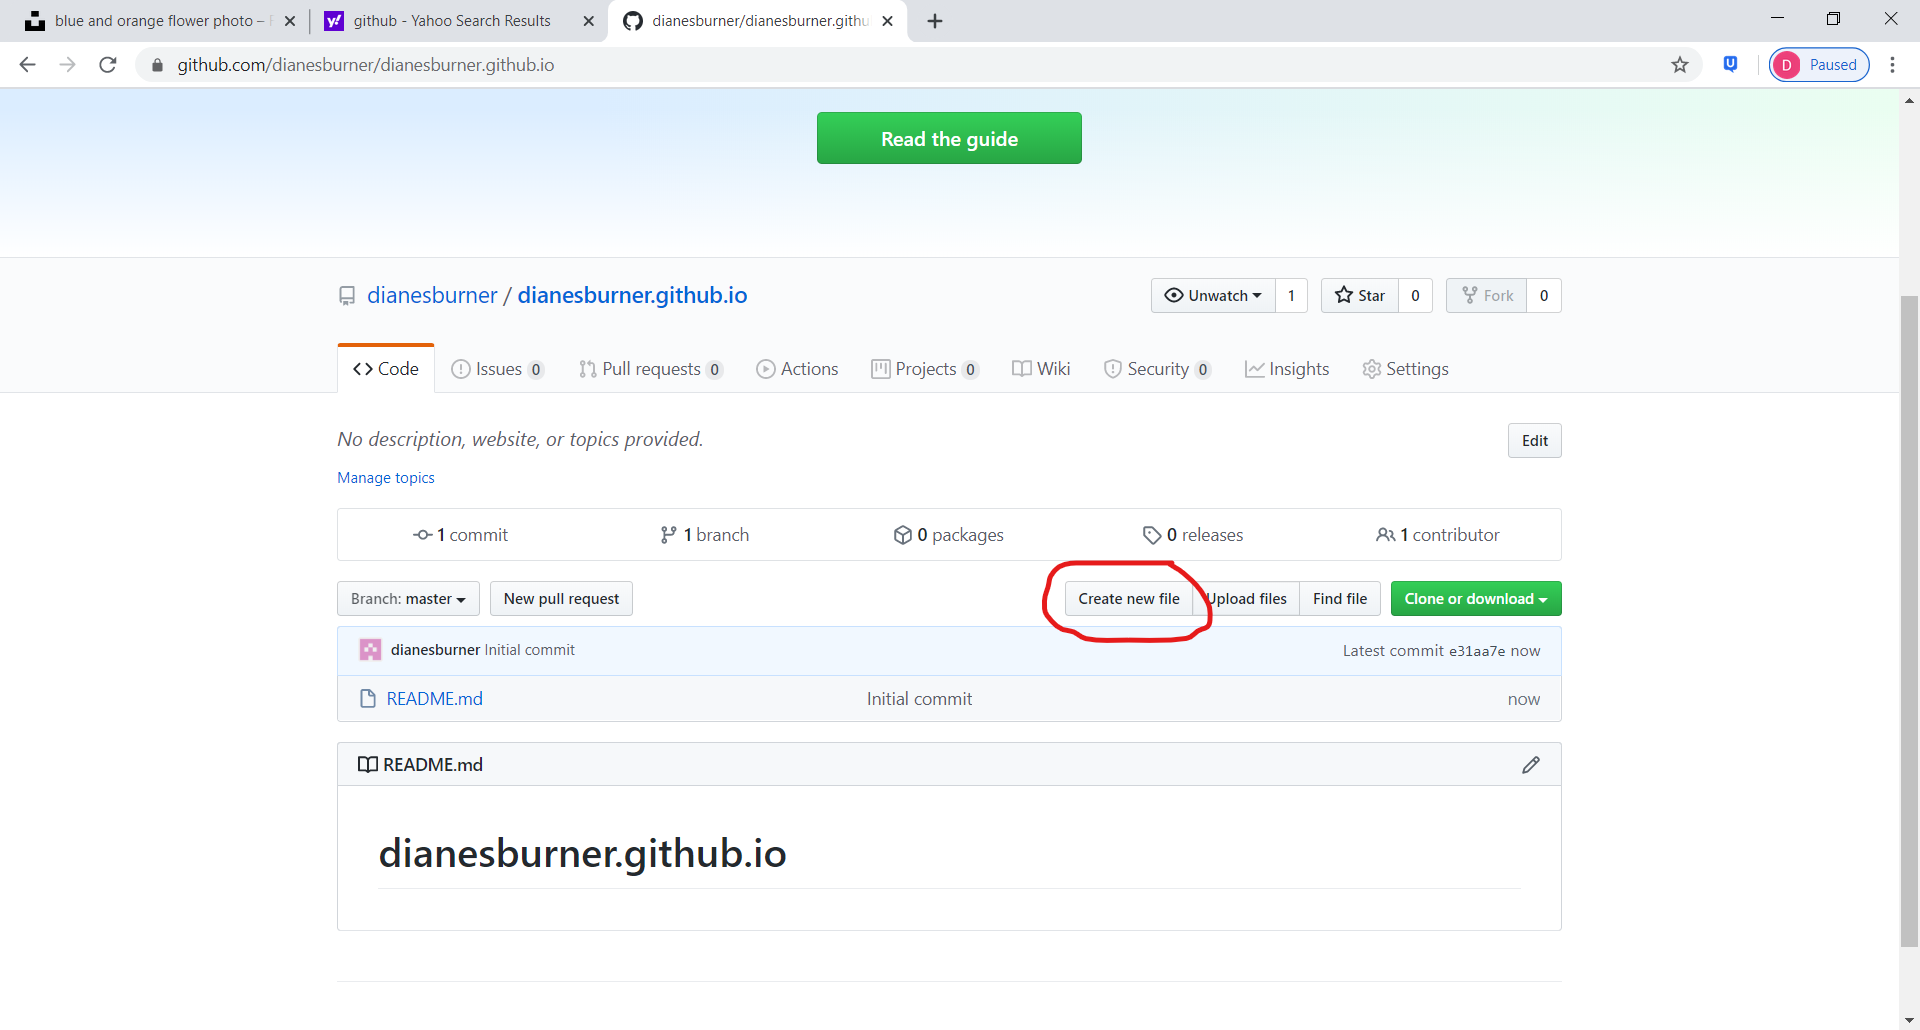 blue and orange flower photo –
github - Yahoo Search Results
dianesburner/dianesburner.githu
github.com/dianesburner/dianesburner.github.io
D Paused
Read the guide
dianesburner / dianesburner.github.io
Unwatch 1 Star 0 Fork 0
Code Issues 0 Pull requests 0 Actions Projects 0 Wiki Security 0 Insights Settings
No description, website, or topics provided.
Edit
Manage topics
1 commit 1 branch 0 packages 0 releases 1 contributor
Branch: master New pull request Create new file Upload files Find file Clone or download
dianesburner Initial commit Latest commit e31aa7e now
README.md Initial commit now
README.md
dianesburner.github.io